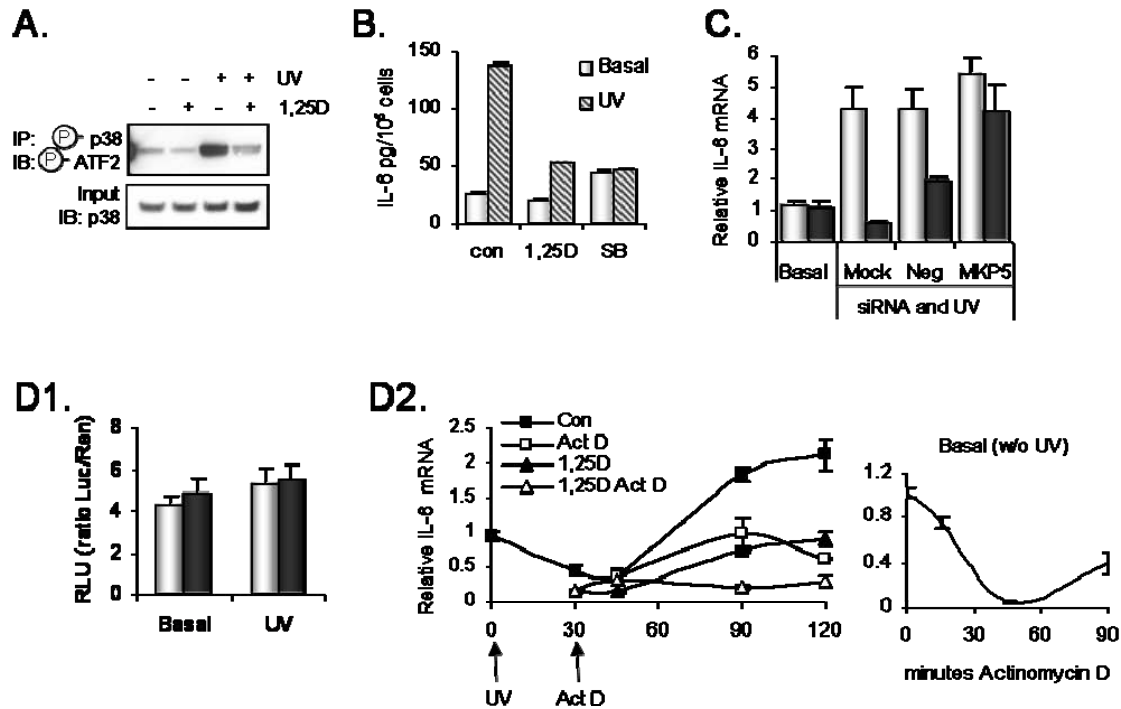 A.
- - + + UV
- + - + 1,25D
IP: P- p38
IB: P- ATF2
Input
IB: p38
B.
150
100
50
0
IL-6 pg/10⁶ cells
Basal
UV
con 1,25D SB
C.
6
5
4
3
2
1
0
Relative IL-6 mRNA
Basal Mock Neg MKP5
siRNA and UV
D1.
8
6
4
2
0
RLU (ratio Luc/Ren)
Basal UV
D2.
Con
Act D
1,25D
1,25D Act D
2.5
2
1.5
1
0.5
0
Relative IL-6 mRNA
0 30 60 90 120
UV Act D
Basal (w/o UV)
1.2
0.8
0.4
0
0 30 60 90
minutes Actinomycin D